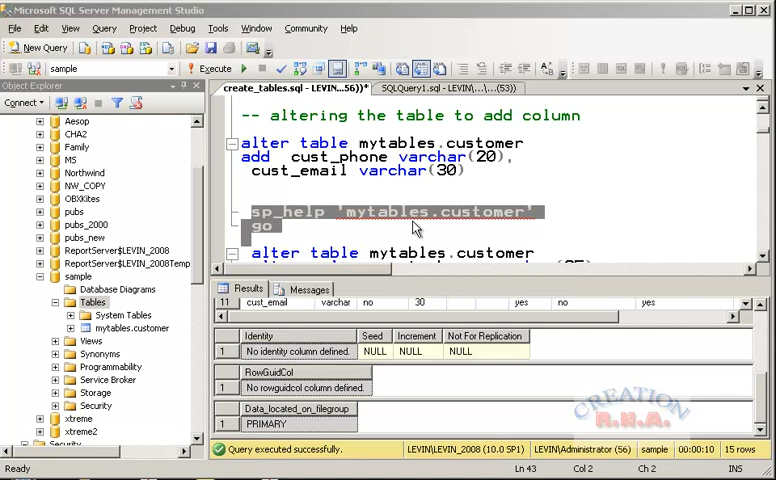 Microsoft SQL Server Management Studio
File Edit View Query Project Debug Tools Window Community Help
New Query
sample Execute
Object Explorer
Connect
Aesop
CHA2
Family
MS
Northwind
NW_COPY
OBXKites
pubs
pubs_2000
pubs_new
ReportServer$LEVIN_2008
ReportServer$LEVIN_2008Temp
sample
Database Diagrams
Tables
System Tables
mytables.customer
Views
Synonyms
Programmability
Service Broker
Storage
Security
xtreme
xtreme2
Security
create_tables.sql - LEVIN...56))* SQLQuery1.sql - LEVIN\...\...(53))
-- altering the table to add column
alter table mytables.customer
add cust_phone varchar(20),
cust_email varchar(30)
sp_help 'mytables.customer'
go
alter table mytables.customer
Results Messages
11 cust_email varchar no 30 yes no yes
Identity Seed Increment Not For Replication
1 No identity column defined. NULL NULL NULL
RowGuidCol
1 No rowguidcol column defined.
Data_located_on_filegroup
1 PRIMARY
CREATION
R.N.A.
Query executed successfully. LEVIN\LEVIN_2008 (10.0 SP1) LEVIN\Administrator (56) sample 00:00:10 15 rows
Ready Ln 43 Col 2 Ch 2 INS